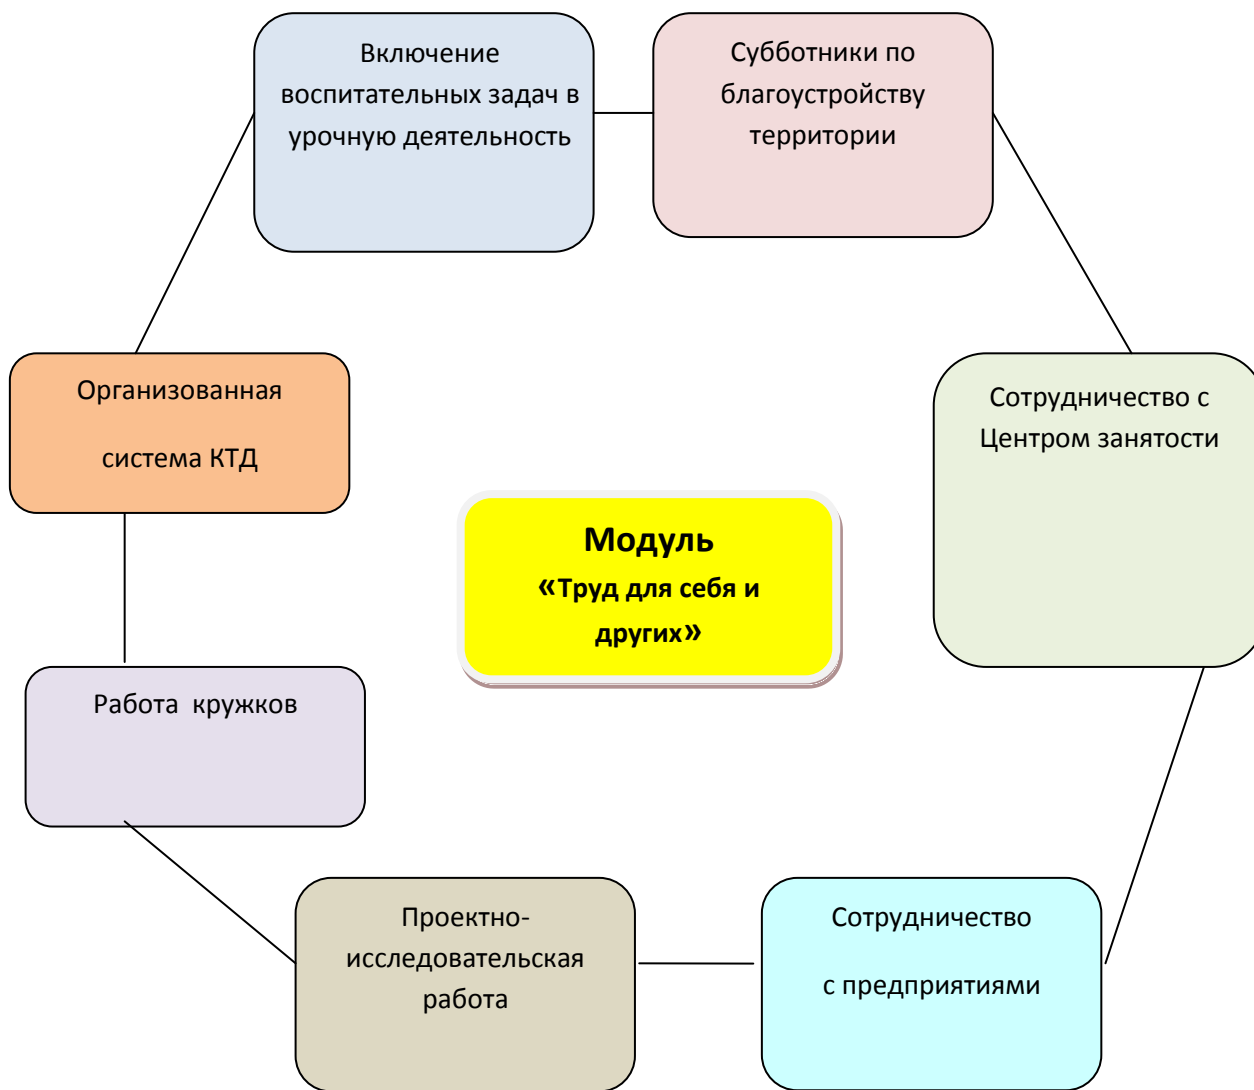 Включение
воспитательных задач в
урочную деятельность
Субботники по
благоустройству
территории
Организованная
система КТД
Сотрудничество с
Центром занятости
Модуль
«Труд для себя и
других»
Работа кружков
Проектно-
исследовательская
работа
Сотрудничество
с предприятиями